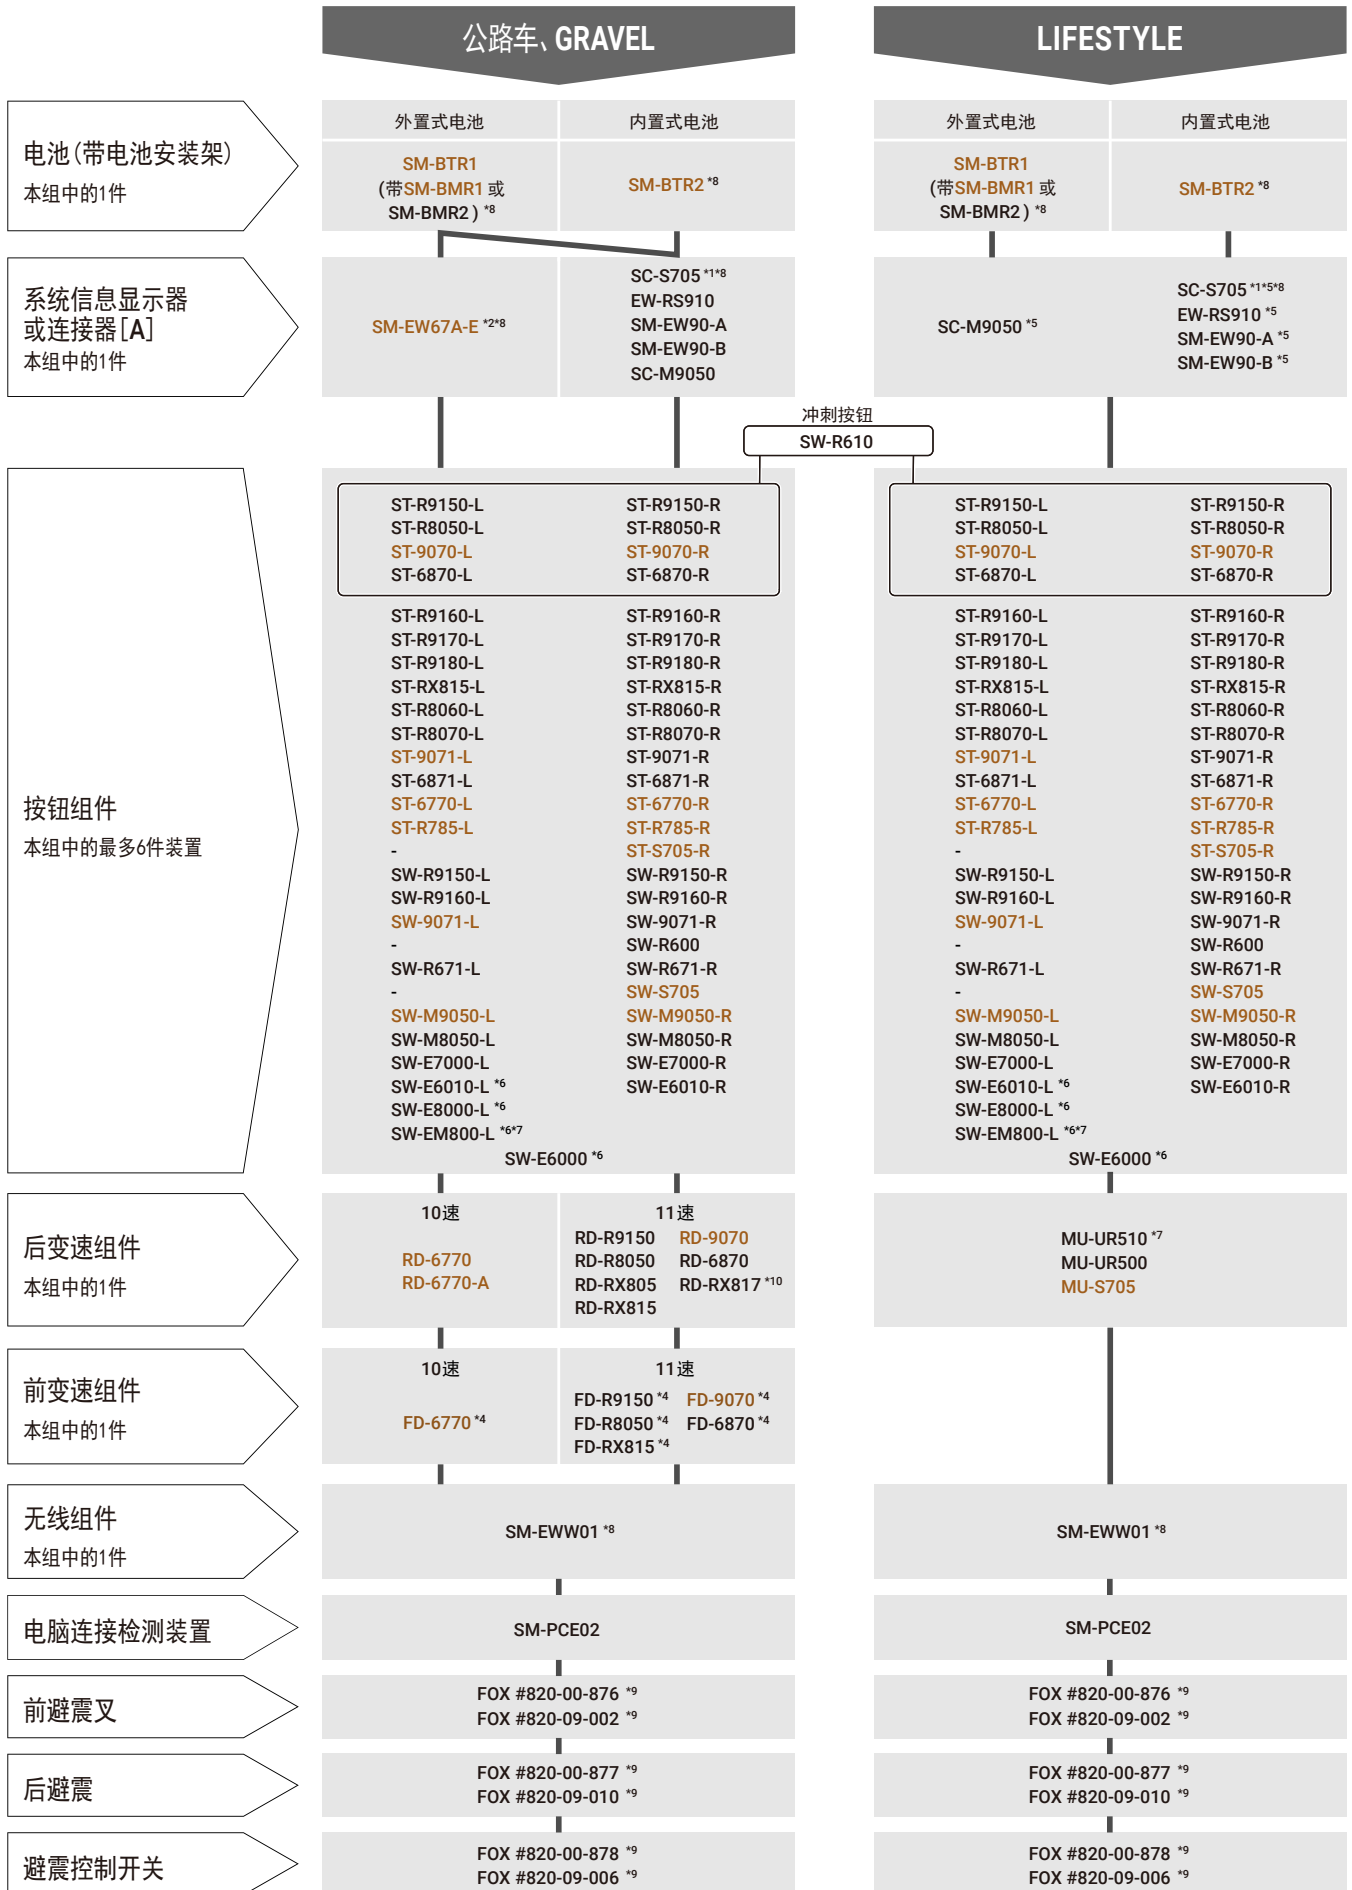 公路车、GRAVEL
LIFESTYLE
电池(带电池安装架)
本组中的1件
外置式电池
内置式电池
SM-BTR1
(带SM-BMR1 或
SM-BMR2 ) *8
SM-BTR2 *8
外置式电池
内置式电池
SM-BTR1
(带SM-BMR1 或
SM-BMR2 ) *8
SM-BTR2 *8
系统信息显示器
或连接器[A]
本组中的1件
SM-EW67A-E *2*8
SC-S705 *1*8
EW-RS910
SM-EW90-A
SM-EW90-B
SC-M9050
SC-M9050 *5
SC-S705 *1*5*8
EW-RS910 *5
SM-EW90-A *5
SM-EW90-B *5
冲刺按钮
SW-R610
按钮组件
本组中的最多6件装置
ST-R9150-L ST-R9150-R
ST-R8050-L ST-R8050-R
ST-9070-L ST-9070-R
ST-6870-L ST-6870-R
ST-R9160-L ST-R9160-R
ST-R9170-L ST-R9170-R
ST-R9180-L ST-R9180-R
ST-RX815-L ST-RX815-R
ST-R8060-L ST-R8060-R
ST-R8070-L ST-R8070-R
ST-9071-L ST-9071-R
ST-6871-L ST-6871-R
ST-6770-L ST-6770-R
ST-R785-L ST-R785-R
- ST-S705-R
SW-R9150-L SW-R9150-R
SW-R9160-L SW-R9160-R
SW-9071-L SW-9071-R
- SW-R600
SW-R671-L SW-R671-R
- SW-S705
SW-M9050-L SW-M9050-R
SW-M8050-L SW-M8050-R
SW-E7000-L SW-E7000-R
SW-E6010-L *6 SW-E6010-R
SW-E8000-L *6
SW-EM800-L *6*7
SW-E6000 *6
ST-R9150-L ST-R9150-R
ST-R8050-L ST-R8050-R
ST-9070-L ST-9070-R
ST-6870-L ST-6870-R
ST-R9160-L ST-R9160-R
ST-R9170-L ST-R9170-R
ST-R9180-L ST-R9180-R
ST-RX815-L ST-RX815-R
ST-R8060-L ST-R8060-R
ST-R8070-L ST-R8070-R
ST-9071-L ST-9071-R
ST-6871-L ST-6871-R
ST-6770-L ST-6770-R
ST-R785-L ST-R785-R
- ST-S705-R
SW-R9150-L SW-R9150-R
SW-R9160-L SW-R9160-R
SW-9071-L SW-9071-R
- SW-R600
SW-R671-L SW-R671-R
- SW-S705
SW-M9050-L SW-M9050-R
SW-M8050-L SW-M8050-R
SW-E7000-L SW-E7000-R
SW-E6010-L *6 SW-E6010-R
SW-E8000-L *6
SW-EM800-L *6*7
SW-E6000 *6
后变速组件
本组中的1件
10速
RD-6770
RD-6770-A
11速
RD-R9150 RD-9070
RD-R8050 RD-6870
RD-RX805 RD-RX817 *10
RD-RX815
MU-UR510 *7
MU-UR500
MU-S705
前变速组件
本组中的1件
10速
FD-6770 *4
11速
FD-R9150 *4 FD-9070 *4
FD-R8050 *4 FD-6870 *4
FD-RX815 *4
无线组件
本组中的1件
SM-EWW01 *8
SM-EWW01 *8
电脑连接检测装置
SM-PCE02
SM-PCE02
前避震叉
FOX #820-00-876 *9
FOX #820-09-002 *9
FOX #820-00-876 *9
FOX #820-09-002 *9
后避震
FOX #820-00-877 *9
FOX #820-09-010 *9
FOX #820-00-877 *9
FOX #820-09-010 *9
避震控制开关
FOX #820-00-878 *9
FOX #820-09-006 *9
FOX #820-00-878 *9
FOX #820-09-006 *9